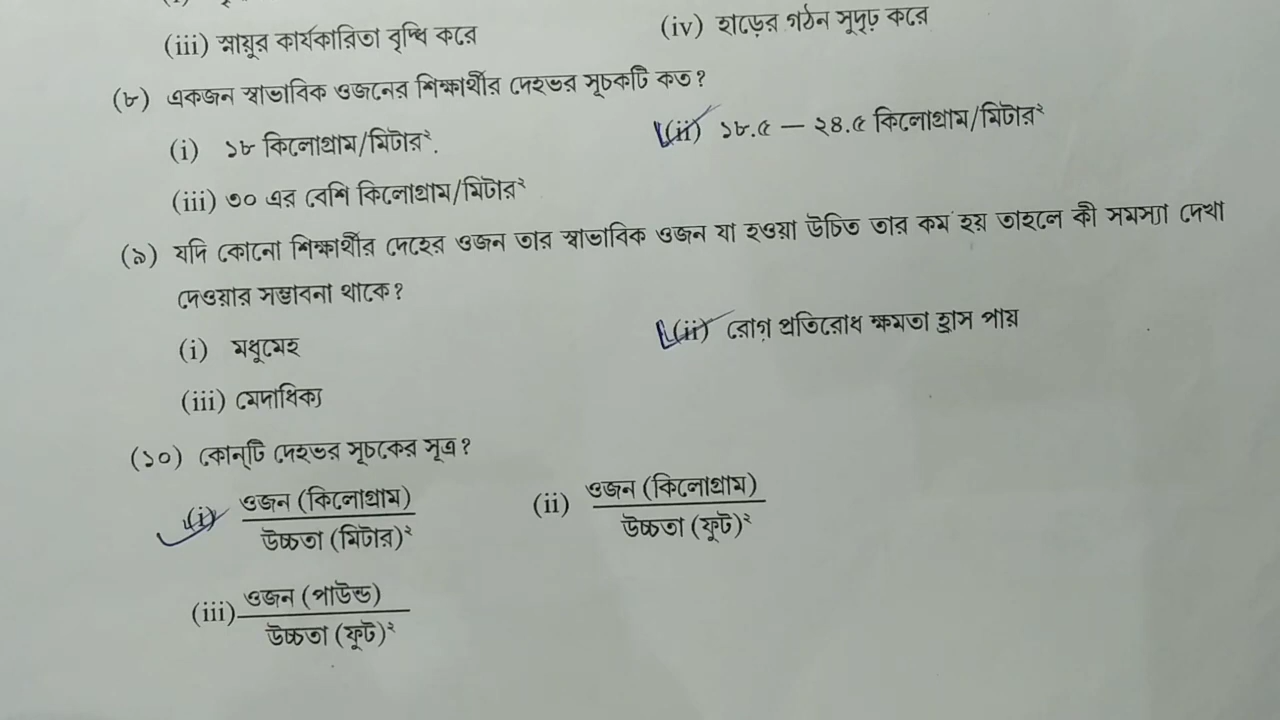 (iii) স্নায়ুর কার্যকারিতা বৃদ্ধি করে (iv) হাড়ের গঠন সুদৃঢ় করে
(৮) একজন স্বাভাবিক ওজনের শিক্ষার্থীর দেহভর সূচকটি কত?
(i) ১৮ কিলোগ্রাম/মিটার². (ii) ১৮.৫ — ২৪.৫ কিলোগ্রাম/মিটার²
(iii) ৩০ এর বেশি কিলোগ্রাম/মিটার²
(৯) যদি কোনো শিক্ষার্থীর দেহের ওজন তার স্বাভাবিক ওজন যা হওয়া উচিত তার কম হয় তাহলে কী সমস্যা দেখা
দেওয়ার সম্ভাবনা থাকে?
(i) মধুমেহ (ii) রোগ প্রতিরোধ ক্ষমতা হ্রাস পায়
(iii) মেদাধিক্য
(১০) কোন্‌টি দেহভর সূচকের সূত্র?
(i) ওজন (কিলোগ্রাম) (ii) ওজন (কিলোগ্রাম)
উচ্চতা (মিটার)² উচ্চতা (ফুট)²
(iii) ওজন (পাউন্ড)
উচ্চতা (ফুট)²